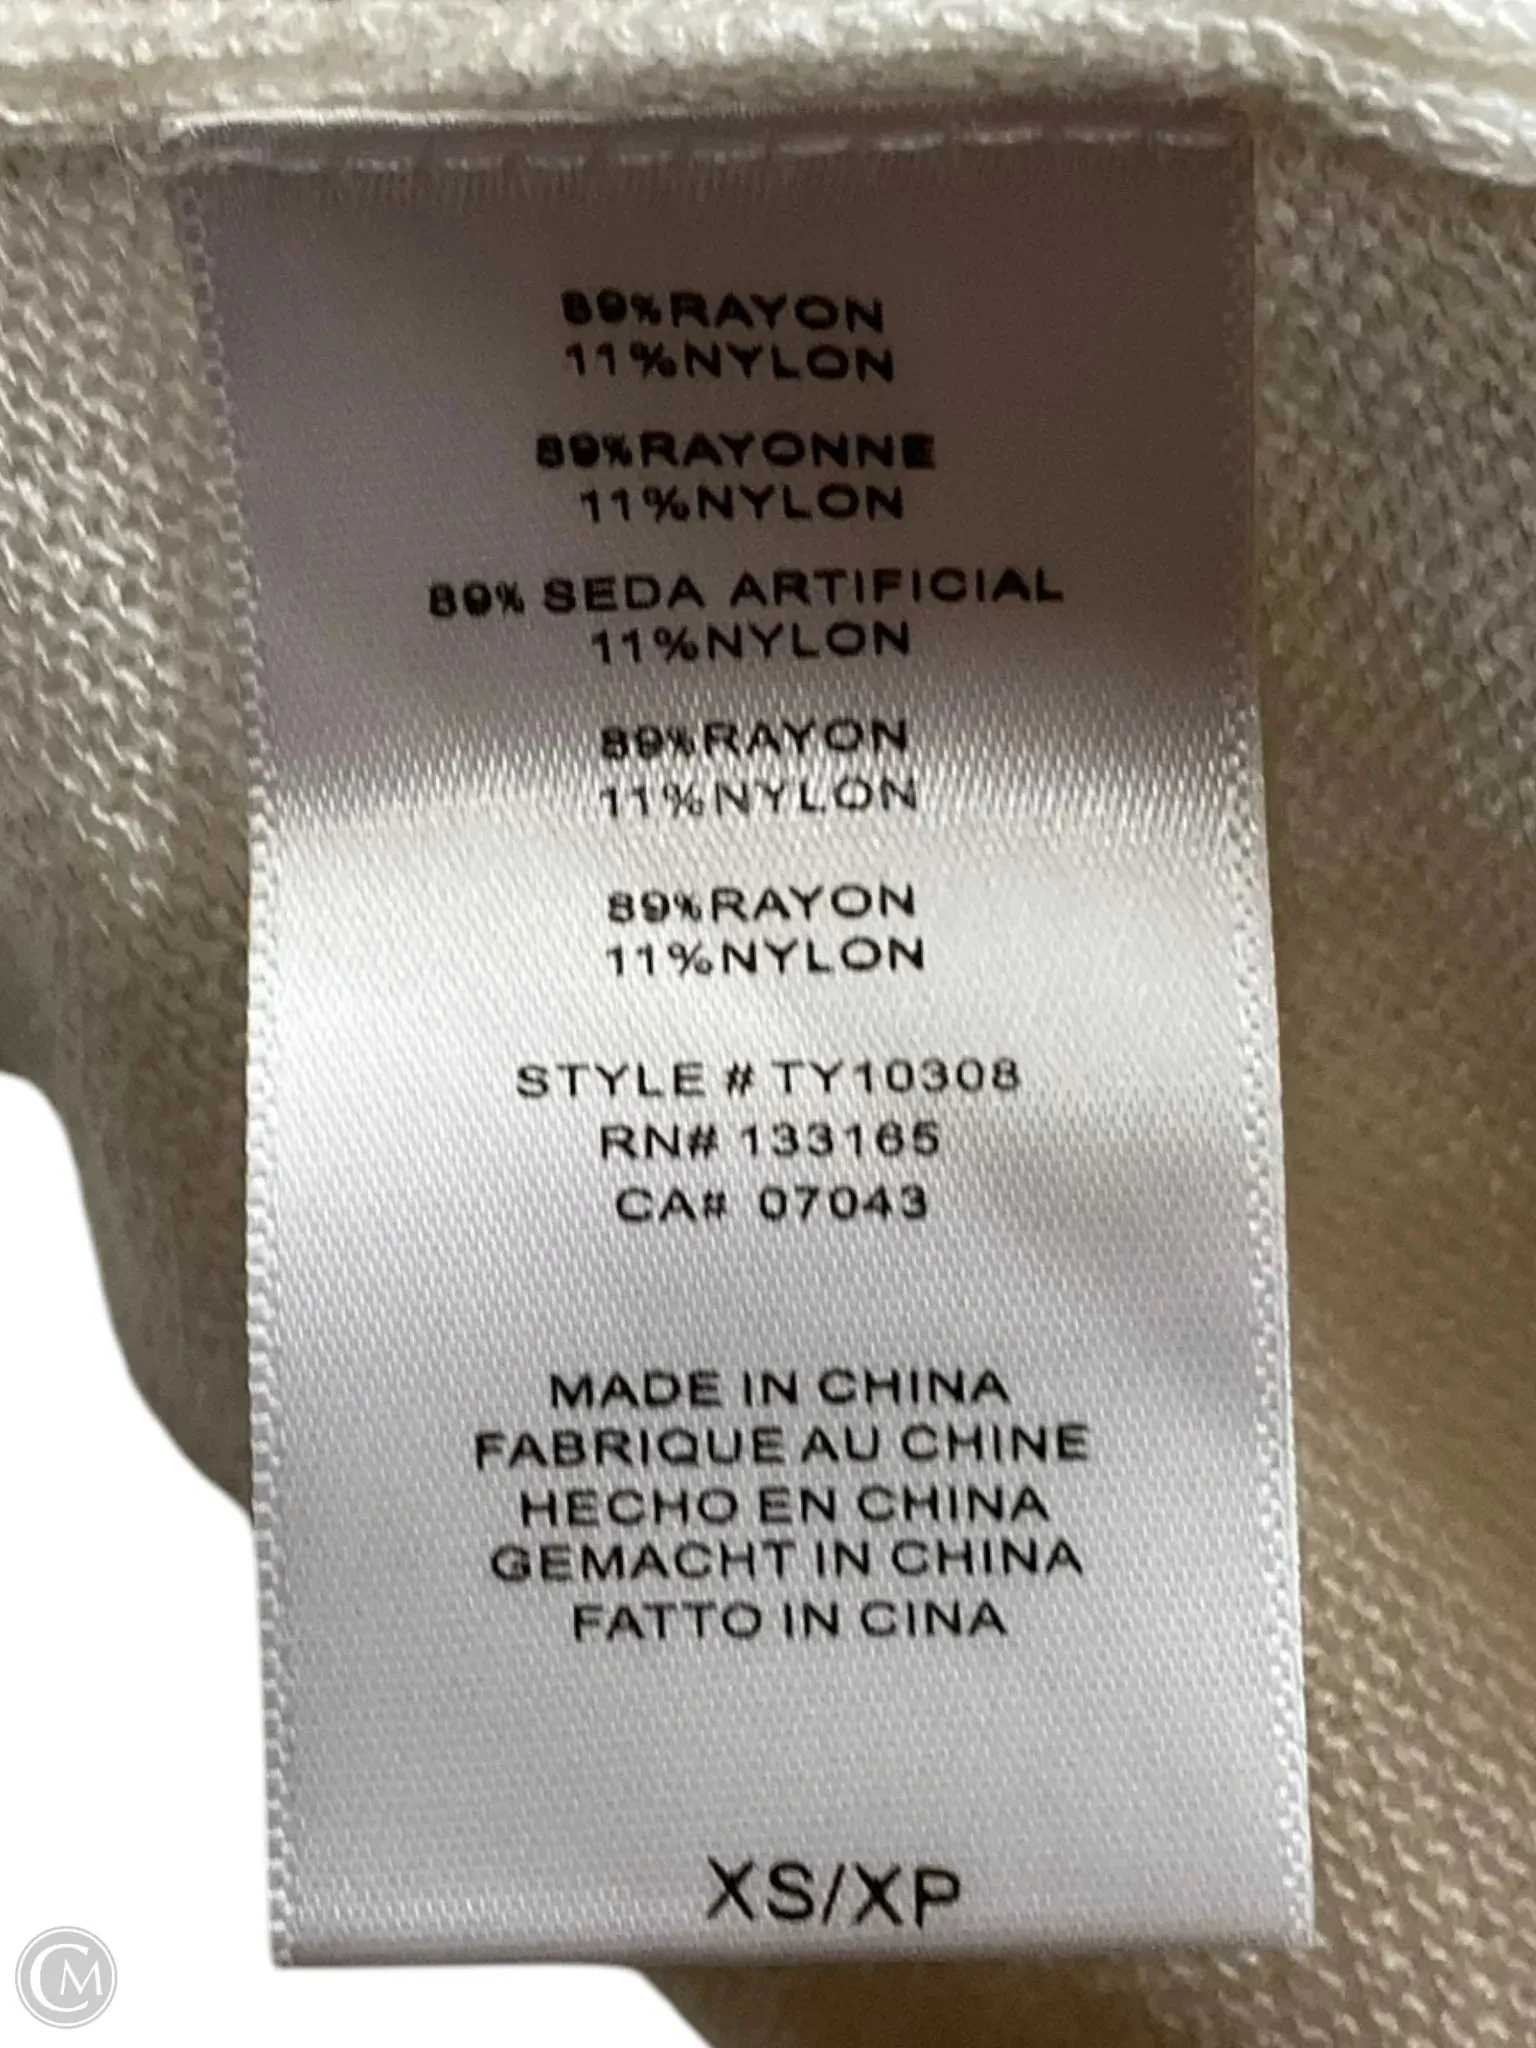 89%RAYON
11%NYLON
89%RAYONNE
11%NYLON
89% SEDA ARTIFICIAL
11%NYLON
89%RAYON
11%NYLON
89%RAYON
11%NYLON
STYLE # TY10308
RN# 133165
CA# 07043
MADE IN CHINA
FABRIQUE AU CHINE
HECHO EN CHINA
GEMACHT IN CHINA
FATTO IN CINA
XS/XP
CM